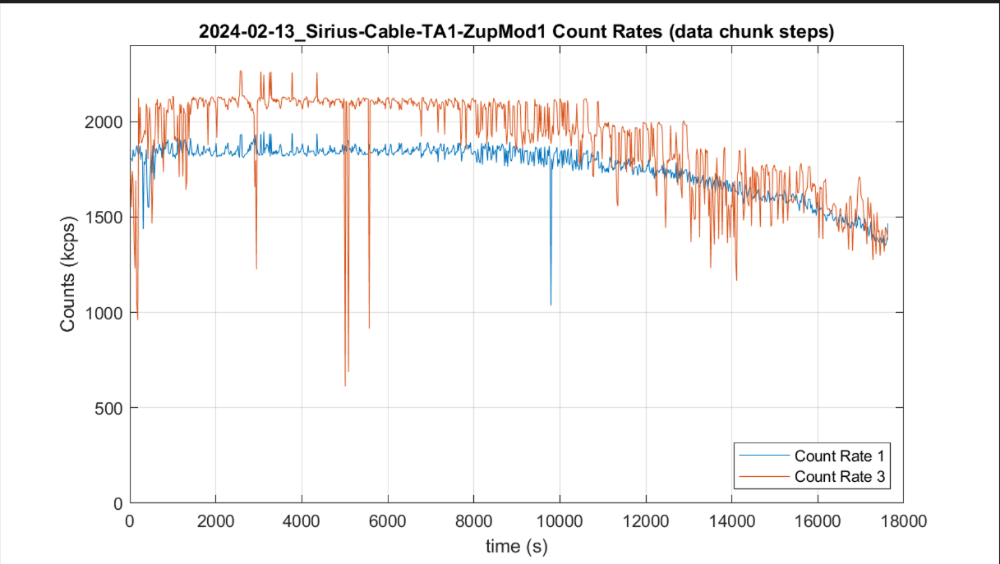 2024-02-13_Sirius-Cable-TA1-ZupMod1 Count Rates (data chunk steps)
Counts (kcps)
2000
1500
1000
500
0
0 2000 4000 6000 8000 10000 12000 14000 16000 18000
time (s)
Count Rate 1
Count Rate 3